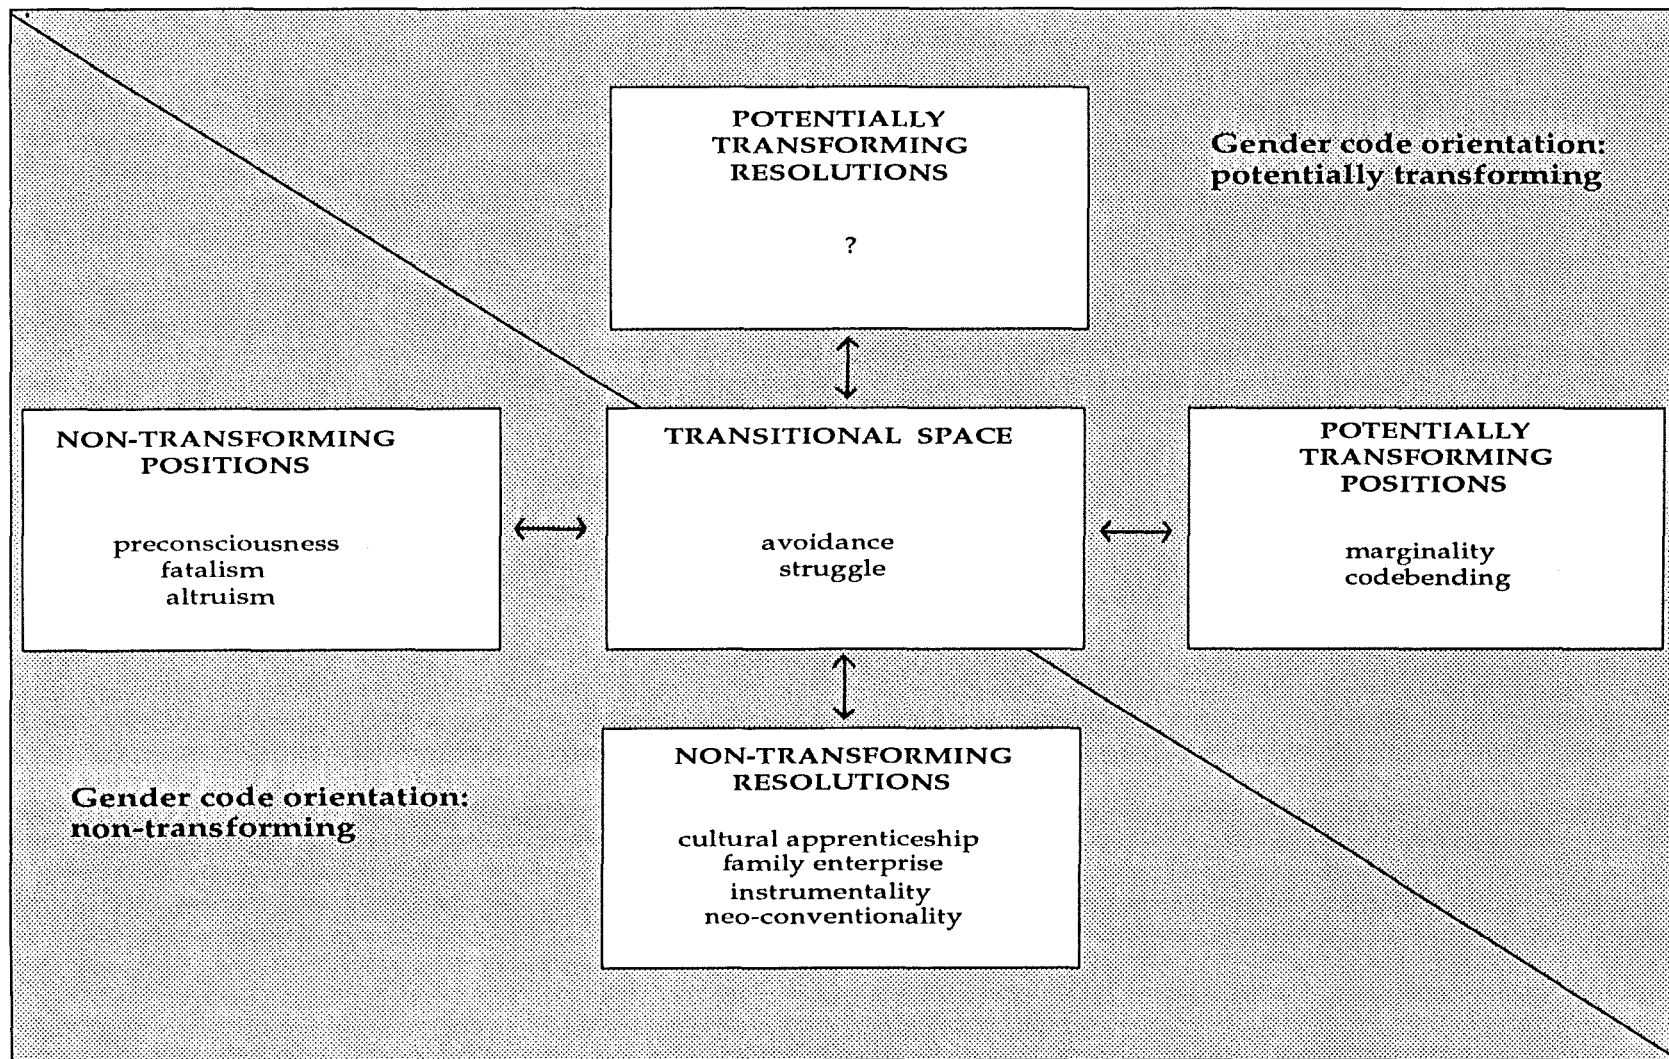 POTENTIALLY
TRANSFORMING
RESOLUTIONS
?
Gender code orientation:
potentially transforming
NON-TRANSFORMING
POSITIONS
preconsciousness
fatalism
altruism
TRANSITIONAL SPACE
avoidance
struggle
POTENTIALLY
TRANSFORMING
POSITIONS
marginality
codebending
Gender code orientation:
non-transforming
NON-TRANSFORMING
RESOLUTIONS
cultural apprenticeship
family enterprise
instrumentality
neo-conventionality